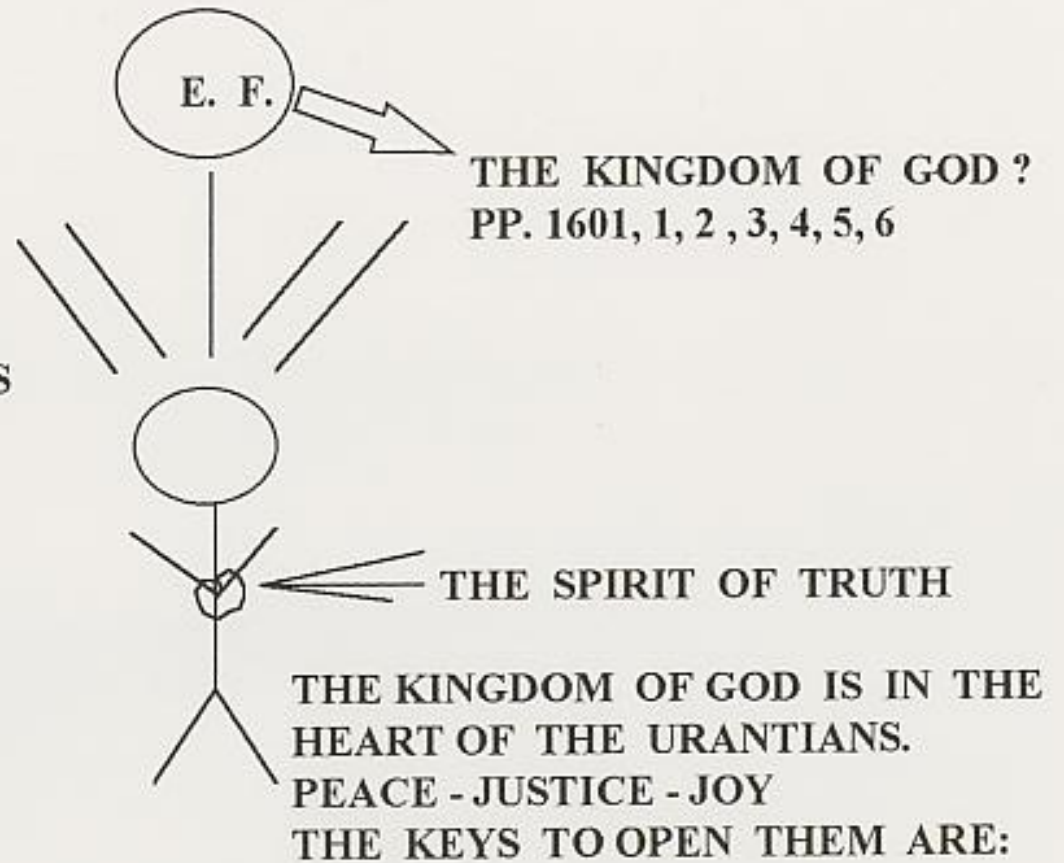 E. F.
THE KINGDOM OF GOD ?
PP. 1601, 1, 2 , 3, 4, 5, 6
S
THE SPIRIT OF TRUTH
THE KINGDOM OF GOD IS IN THE
HEART OF THE URANTIANS.
PEACE - JUSTICE - JOY
THE KEYS TO OPEN THEM ARE: